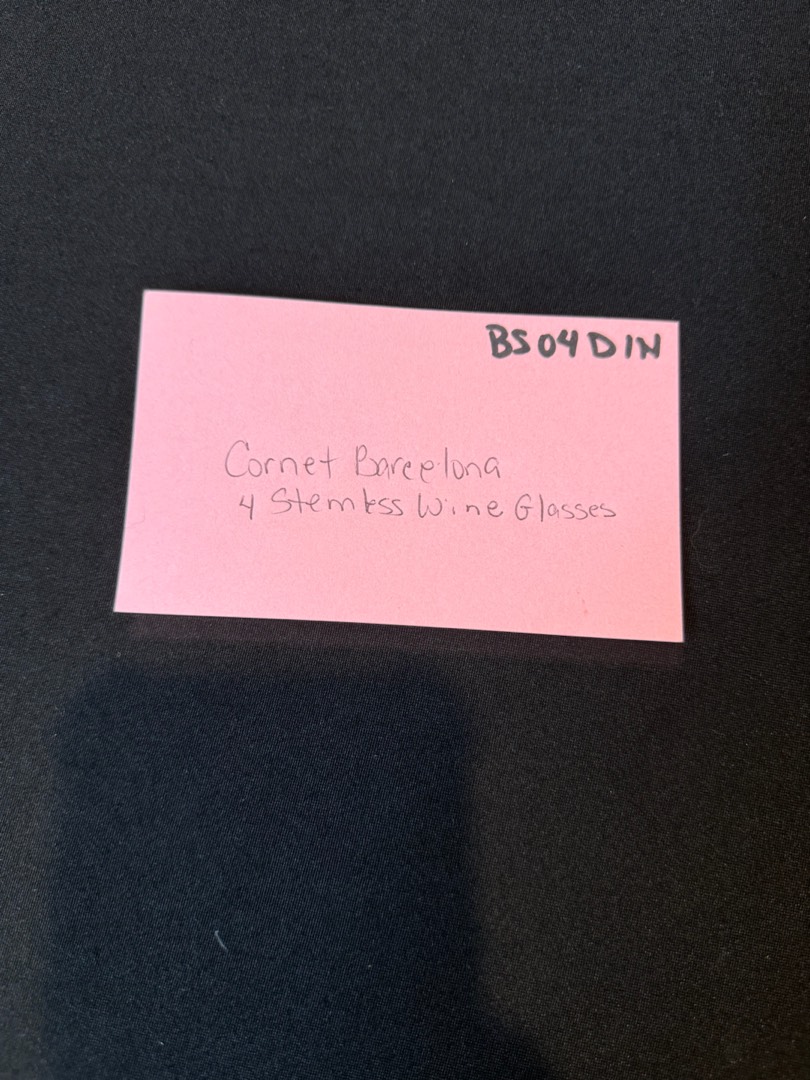 BS04DIN
Cornet Barcelona
4 Stemless Wine Glasses